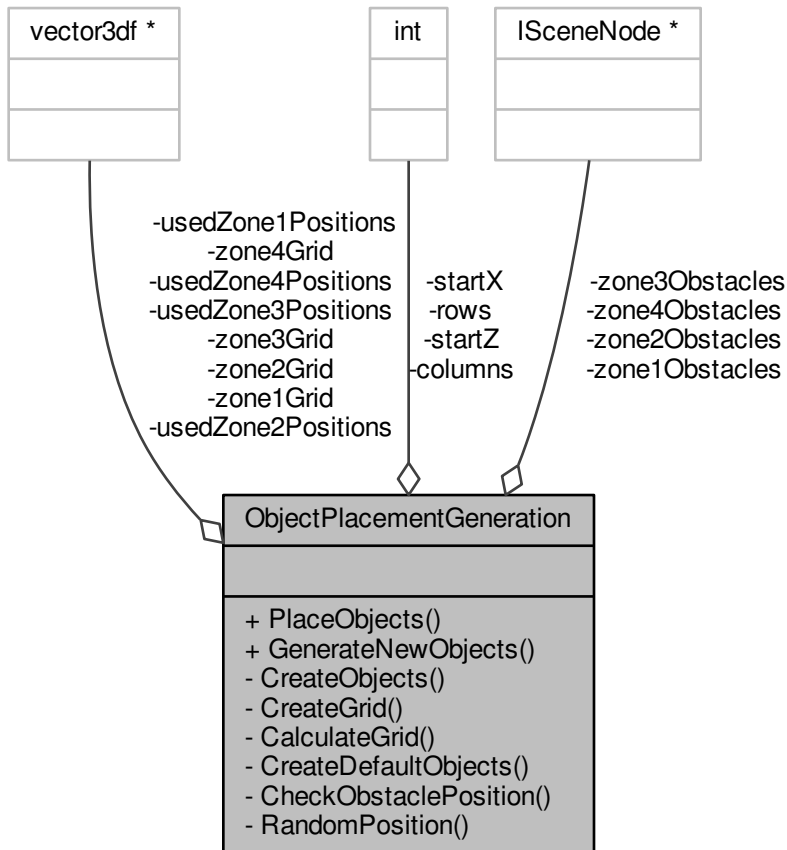 vector3df *
int
ISceneNode *
-usedZone1Positions
-zone4Grid
-usedZone4Positions
-usedZone3Positions
-zone3Grid
-zone2Grid
-zone1Grid
-usedZone2Positions
-startX
-rows
-startZ
-columns
-zone3Obstacles
-zone4Obstacles
-zone2Obstacles
-zone1Obstacles
ObjectPlacementGeneration
+ PlaceObjects()
+ GenerateNewObjects()
- CreateObjects()
- CreateGrid()
- CalculateGrid()
- CreateDefaultObjects()
- CheckObstaclePosition()
- RandomPosition()